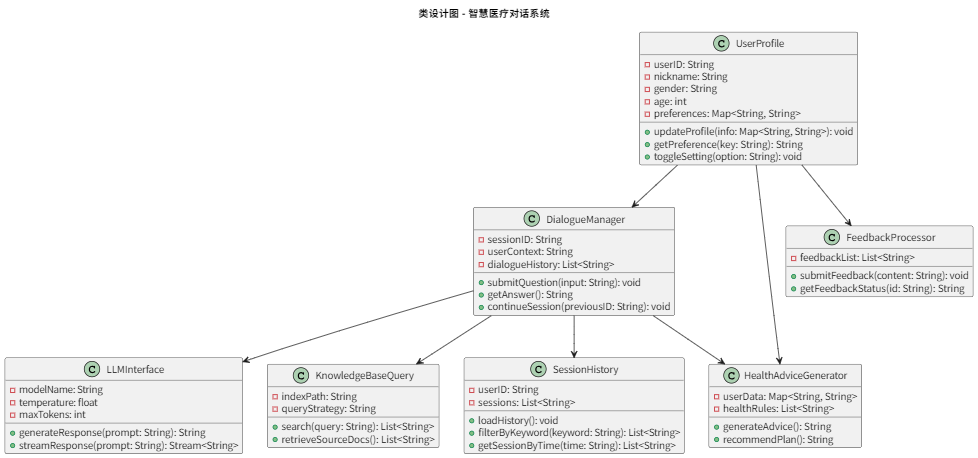 类设计图 - 智慧医疗对话系统
C UserProfile
userID: String
nickname: String
gender: String
age: int
preferences: Map<String, String>
updateProfile(info: Map<String, String>): void
getPreference(key: String): String
toggleSetting(option: String): void
C DialogueManager
sessionID: String
userContext: String
dialogueHistory: List<String>
submitQuestion(input: String): void
getAnswer(): String
continueSession(previousID: String): void
C FeedbackProcessor
feedbackList: List<String>
submitFeedback(content: String): void
getFeedbackStatus(id: String): String
C LLMInterface
modelName: String
temperature: float
maxTokens: int
generateResponse(prompt: String): String
streamResponse(prompt: String): Stream<String>
C KnowledgeBaseQuery
indexPath: String
queryStrategy: String
search(query: String): List<String>
retrieveSourceDocs(): List<String>
C SessionHistory
userID: String
sessions: List<String>
loadHistory(): void
filterByKeyword(keyword: String): List<String>
getSessionByTime(time: String): List<String>
C HealthAdviceGenerator
userData: Map<String, String>
healthRules: List<String>
generateAdvice(): String
recommendPlan(): String